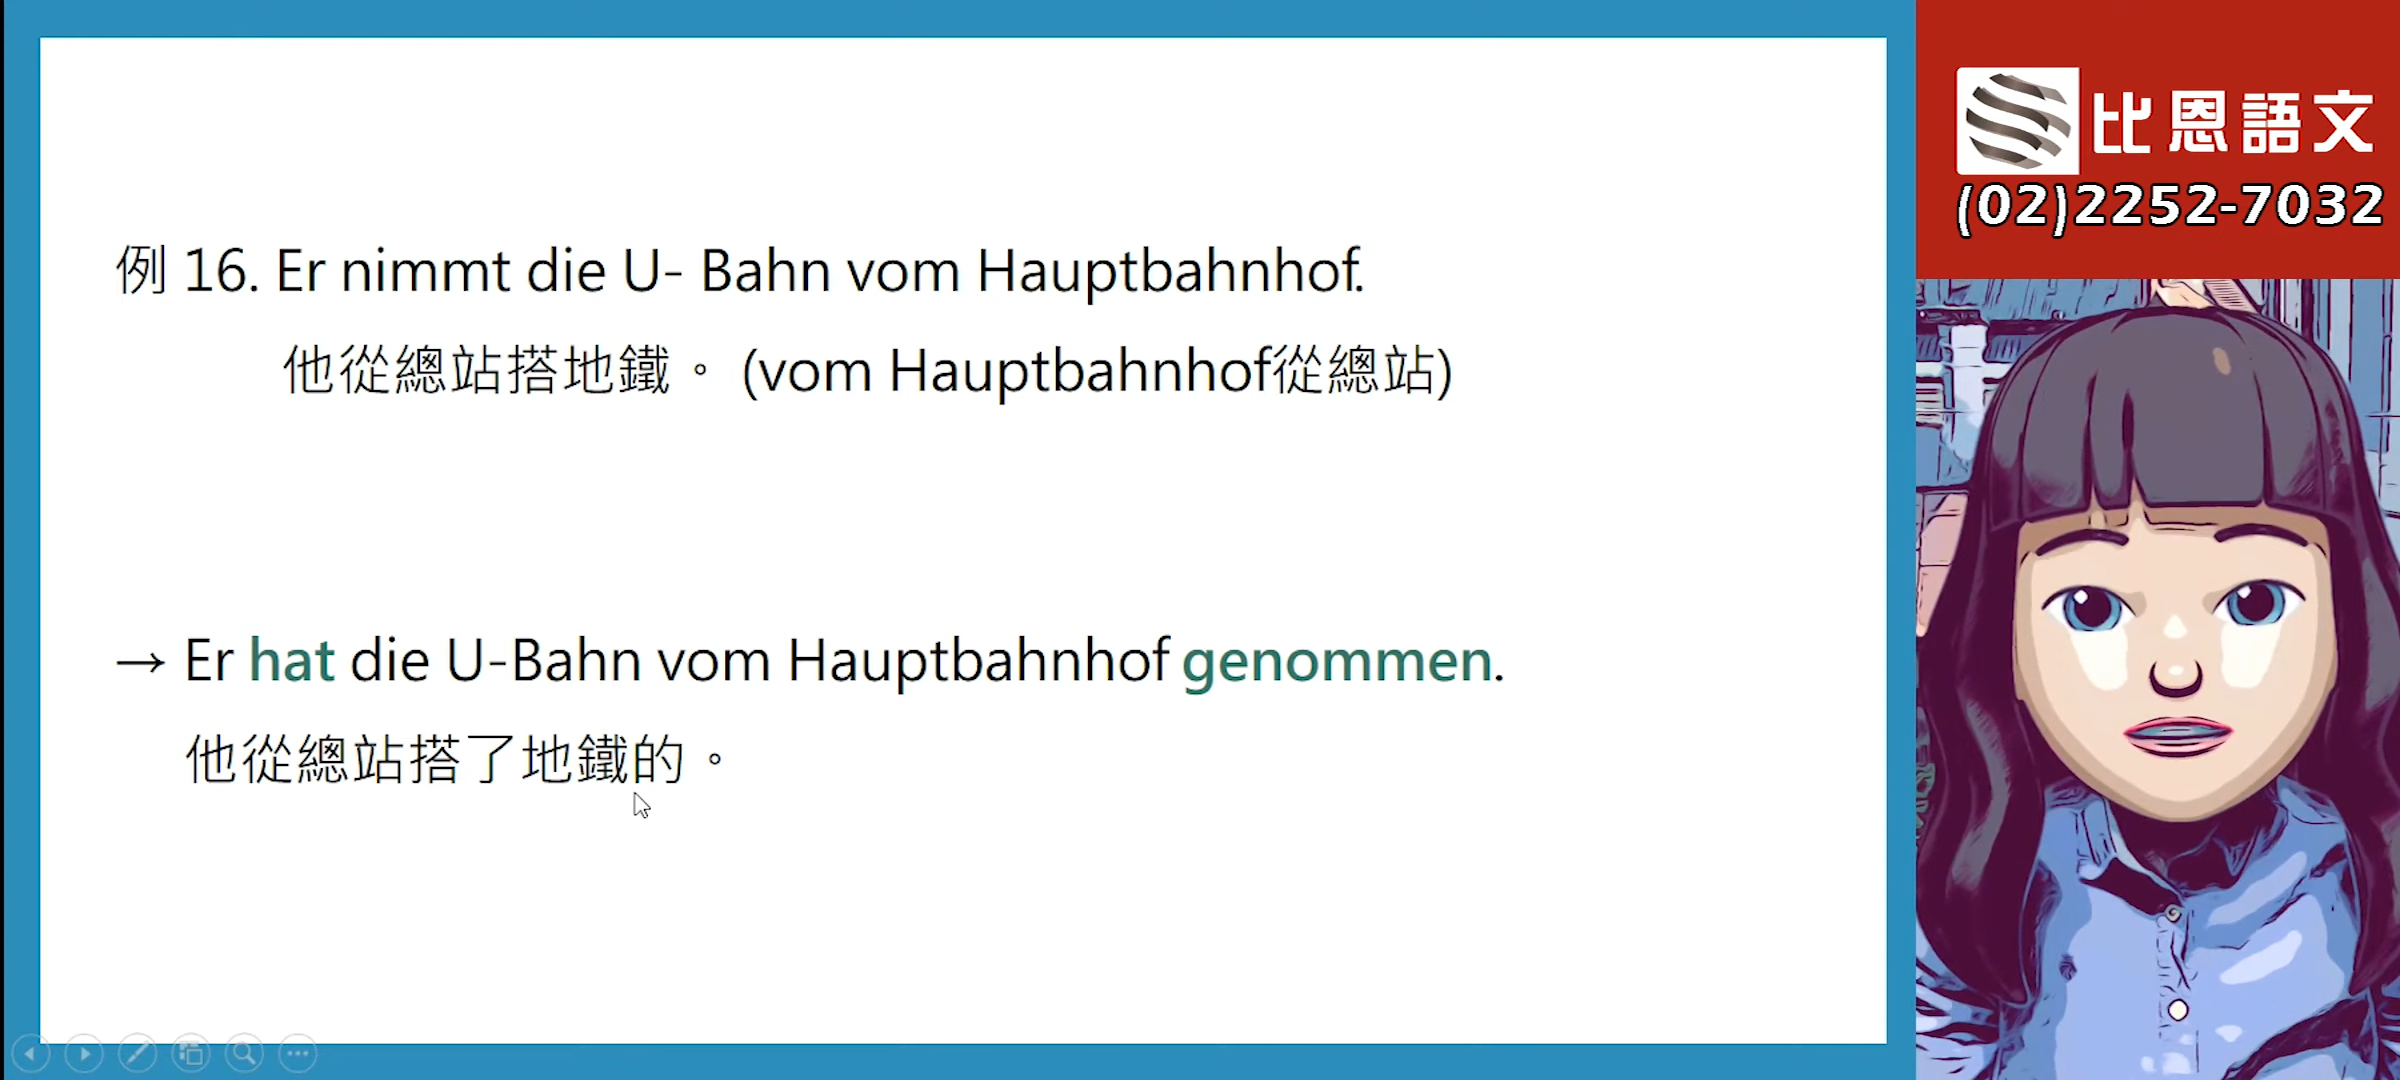 例 16. Er nimmt die U- Bahn vom Hauptbahnhof.
他從總站搭地鐵。 (vom Hauptbahnhof從總站)
→ Er hat die U-Bahn vom Hauptbahnhof genommen.
他從總站搭了地鐵的。
比恩語文
(02)2252-7032